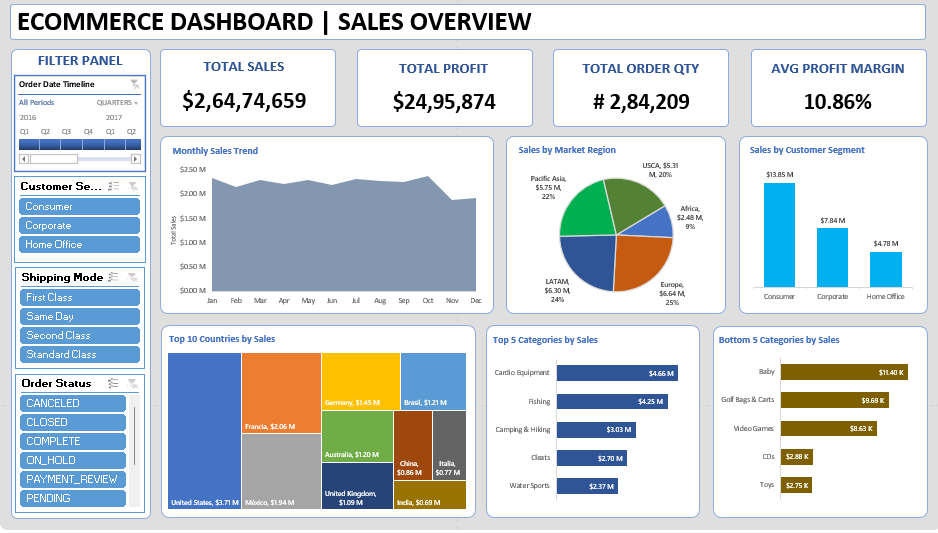 ECOMMERCE DASHBOARD | SALES OVERVIEW
FILTER PANEL
Order Date Timeline
All Periods
QUARTERS
2016
2017
Q1
Q2
Q3
Q4
Q1
Q2
Customer Se...
Consumer
Corporate
Home Office
Shipping Mode
First Class
Same Day
Second Class
Standard Class
Order Status
CANCELED
CLOSED
COMPLETE
ON_HOLD
PAYMENT_REVIEW
PENDING
TOTAL SALES
$2,64,74,659
TOTAL PROFIT
$24,95,874
TOTAL ORDER QTY
# 2,84,209
AVG PROFIT MARGIN
10.86%
Monthly Sales Trend
Total Sales
$2.50 M
$2.00 M
$1.50 M
$1.00 M
$0.50 M
$0.00 M
Jan
Feb
Mar
Apr
May
Jun
Jul
Aug
Sep
Oct
Nov
Dec
Sales by Market Region
USCA, $5.31
M, 20%
Africa,
$2.48 M,
9%
Europe,
$6.64 M,
25%
LATAM,
$6.30 M,
24%
Pacific Asia,
$5.75 M,
22%
Sales by Customer Segment
$13.85 M
$7.84 M
$4.78 M
Consumer
Corporate
Home Office
Top 10 Countries by Sales
United States, $3.71 M
Francia, $2.06 M
México, $1.94 M
Germany, $1.45 M
Brasil, $1.21 M
Australia, $1.20 M
United Kingdom,
$1.09 M
China,
$0.86 M
Italia,
$0.77 M
India, $0.69 M
Top 5 Categories by Sales
Cardio Equipment
$4.66 M
Fishing
$4.25 M
Camping & Hiking
$3.03 M
Cleats
$2.70 M
Water Sports
$2.37 M
Bottom 5 Categories by Sales
Baby
$11.40 K
Golf Bags & Carts
$9.69 K
Video Games
$8.63 K
CDs
$2.88 K
Toys
$2.75 K